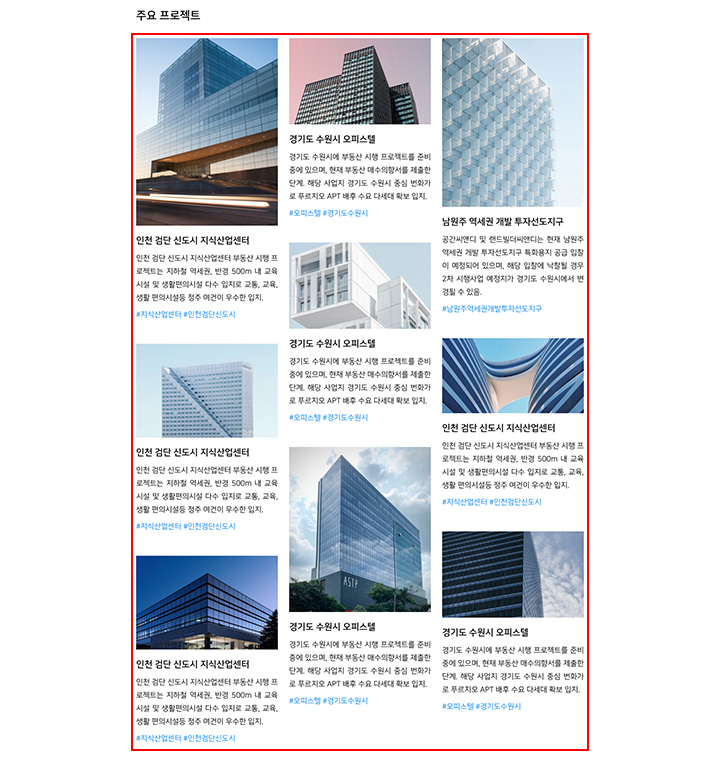 주요 프로젝트
인천 검단 신도시 지식산업센터
인천 검단 신도시 지식산업센터 부동산 시행 프
로젝트는 지하철 역세권, 반경 500m 내 교육
시설 및 생활편의시설 다수 입지로 교통, 교육,
생활 편의시설등 정주 여건이 우수한 입지.
#지식산업센터 #인천검단신도시
인천 검단 신도시 지식산업센터
인천 검단 신도시 지식산업센터 부동산 시행 프
로젝트는 지하철 역세권, 반경 500m 내 교육
시설 및 생활편의시설 다수 입지로 교통, 교육,
생활 편의시설등 정주 여건이 우수한 입지.
#지식산업센터 #인천검단신도시
인천 검단 신도시 지식산업센터
인천 검단 신도시 지식산업센터 부동산 시행 프
로젝트는 지하철 역세권, 반경 500m 내 교육
시설 및 생활편의시설 다수 입지로 교통, 교육,
생활 편의시설등 정주 여건이 우수한 입지.
#지식산업센터 #인천검단신도시
경기도 수원시 오피스텔
경기도 수원시에 부동산 시행 프로젝트를 준비
중에 있으며, 현재 부동산 매수의향서를 제출한
단계. 해당 사업지 경기도 수원시 중심 번화가
로 푸르지오 APT 배후 수요 다세대 확보 입지.
#오피스텔 #경기도수원시
경기도 수원시 오피스텔
경기도 수원시에 부동산 시행 프로젝트를 준비
중에 있으며, 현재 부동산 매수의향서를 제출한
단계. 해당 사업지 경기도 수원시 중심 번화가
로 푸르지오 APT 배후 수요 다세대 확보 입지.
#오피스텔 #경기도수원시
ASTP
경기도 수원시 오피스텔
경기도 수원시에 부동산 시행 프로젝트를 준비
중에 있으며, 현재 부동산 매수의향서를 제출한
단계. 해당 사업지 경기도 수원시 중심 번화가
로 푸르지오 APT 배후 수요 다세대 확보 입지.
#오피스텔 #경기도수원시
남원주 역세권 개발 투자선도지구
공간씨앤디 및 랜드빌더씨앤디는 현재 남원주
역세권 개발 투자선도지구 특화용지 공급 입찰
이 예정되어 있으며, 해당 입찰에 낙찰될 경우
2차 시행사업 예정지가 경기도 수원시에서 변
경될 수 있음.
#남원주역세권개발투자선도지구
인천 검단 신도시 지식산업센터
인천 검단 신도시 지식산업센터 부동산 시행 프
로젝트는 지하철 역세권, 반경 500m 내 교육
시설 및 생활편의시설 다수 입지로 교통, 교육,
생활 편의시설등 정주 여건이 우수한 입지.
#지식산업센터 #인천검단신도시
경기도 수원시 오피스텔
경기도 수원시에 부동산 시행 프로젝트를 준비
중에 있으며, 현재 부동산 매수의향서를 제출한
단계. 해당 사업지 경기도 수원시 중심 번화가
로 푸르지오 APT 배후 수요 다세대 확보 입지.
#오피스텔 #경기도수원시